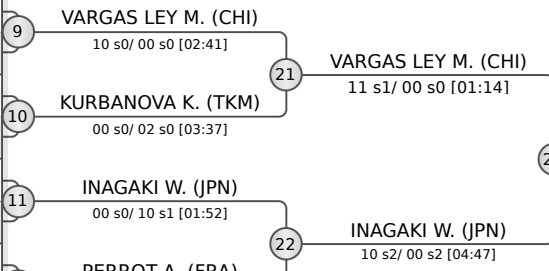 VARGAS LEY M. (CHI)
9
10 s0/ 00 s0 [02:41]
VARGAS LEY M. (CHI)
21
11 s1/ 00 s0 [01:14]
KURBANOVA K. (TKM)
10
00 s0/ 02 s0 [03:37]
INAGAKI W. (JPN)
11
00 s0/ 10 s1 [01:52]
INAGAKI W. (JPN)
22
10 s2/ 00 s2 [04:47]
PERROT A. (FRA)